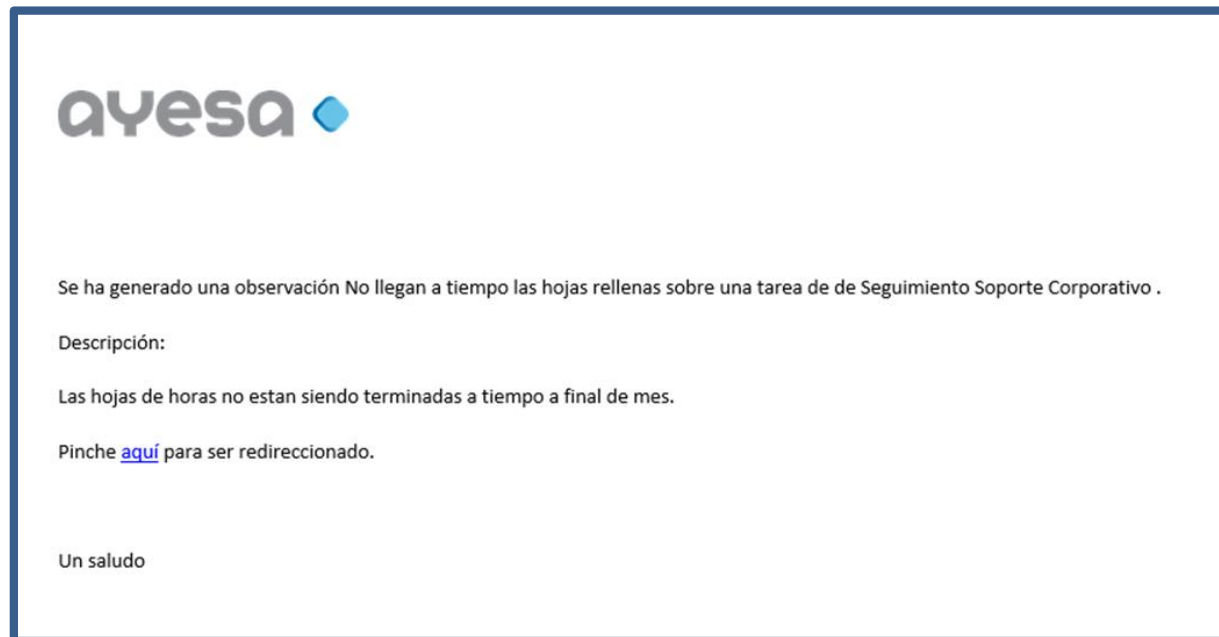 ayesa
Se ha generado una observación No llegan a tiempo las hojas rellenas sobre una tarea de de Seguimiento Soporte Corporativo .
Descripción:
Las hojas de horas no estan siendo terminadas a tiempo a final de mes.
Pinche aquí para ser redireccionado.
Un saludo